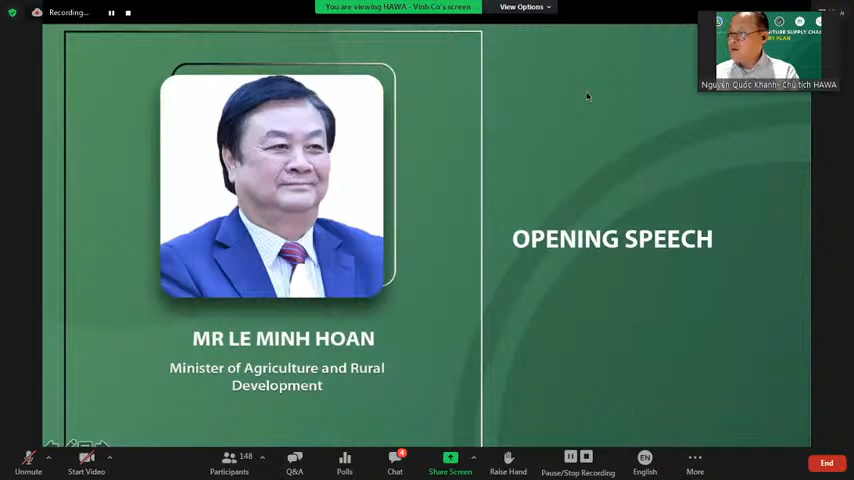 Recording...
You are viewing HAWA - Vinh Co's screen
View Options
Nguyễn Quốc Khanh- Chủ tịch HAWA
OPENING SPEECH
MR LE MINH HOAN
Minister of Agriculture and Rural
Development
Unmute
Start Video
148
Participants
Q&A
Polls
4
Chat
Share Screen
Raise Hand
Pause/Stop Recording
EN
English
More
End